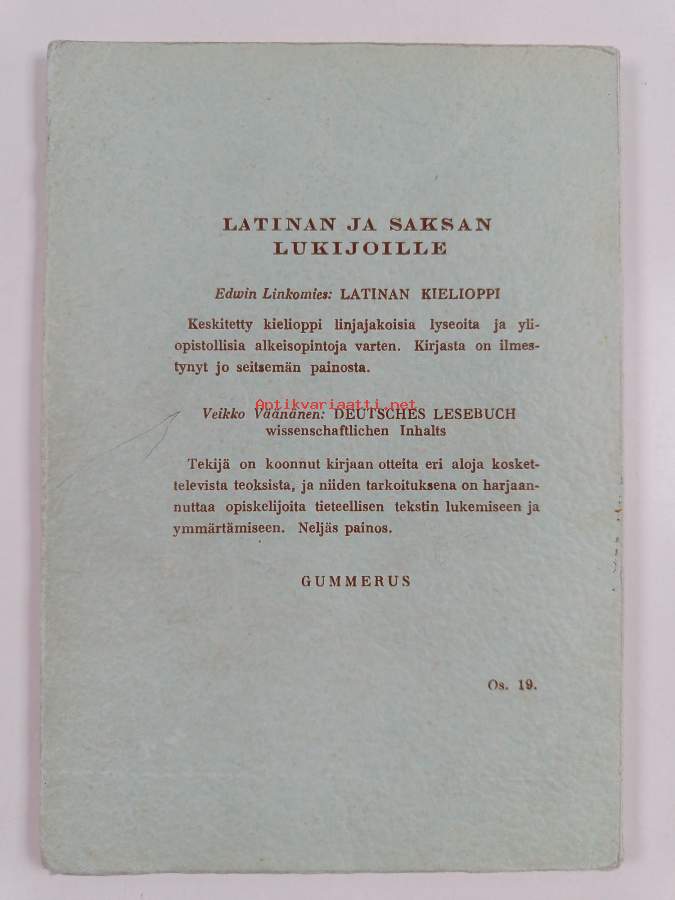 LATINAN JA SAKSAN
LUKIJOILLE
Edwin Linkomies: LATINAN KIELIOPPI
Keskitetty kielioppi linjajakoisia lyseoita ja yli-
opistollisia alkeisopintoja varten. Kirjasta on ilmes-
tynyt jo seitsemän painosta.
Antikvariaatti.net
Veikko Väänänen: DEUTSCHES LESEBUCH
wissenschaftlichen Inhalts
Tekijä on koonnut kirjaan otteita eri aloja kosket-
televista teoksista, ja niiden tarkoituksena on harjaan-
nuttaa opiskelijoita tieteellisen tekstin lukemiseen ja
ymmärtämiseen. Neljäs painos.
GUMMERUS
Os. 19.